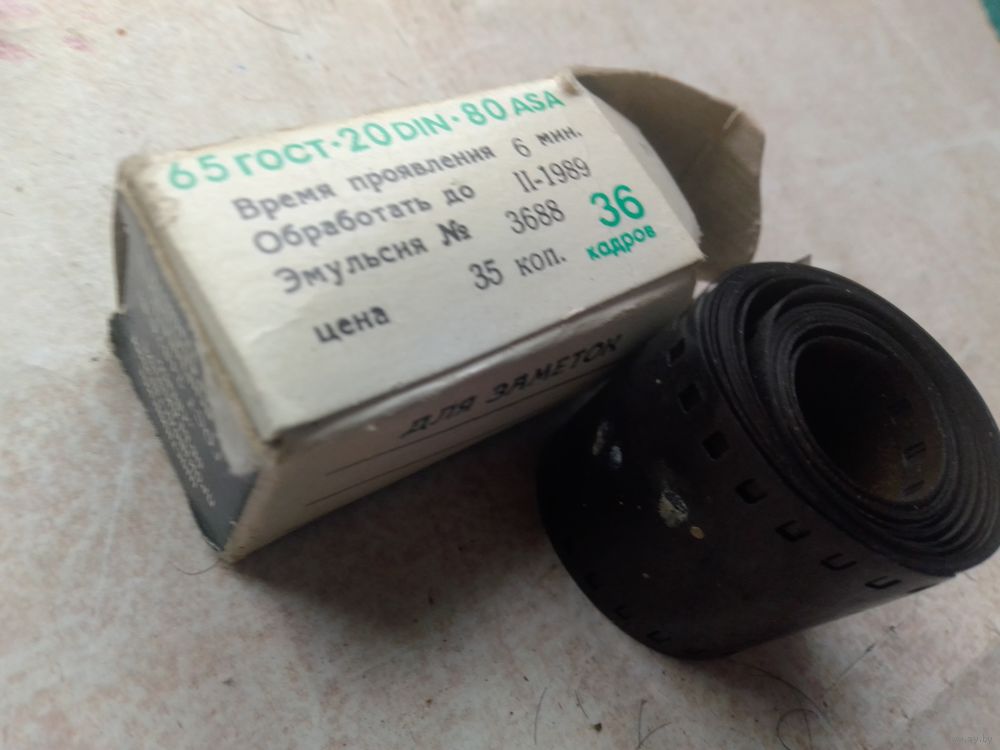 65 ГОСТ · 20 DIN · 80 ASA
Время проявления 6 мин.
Обработать до II-1989
Эмульсия № 3688
цена 35 коп.
36
кадров
ДЛЯ ЗАМЕТОК